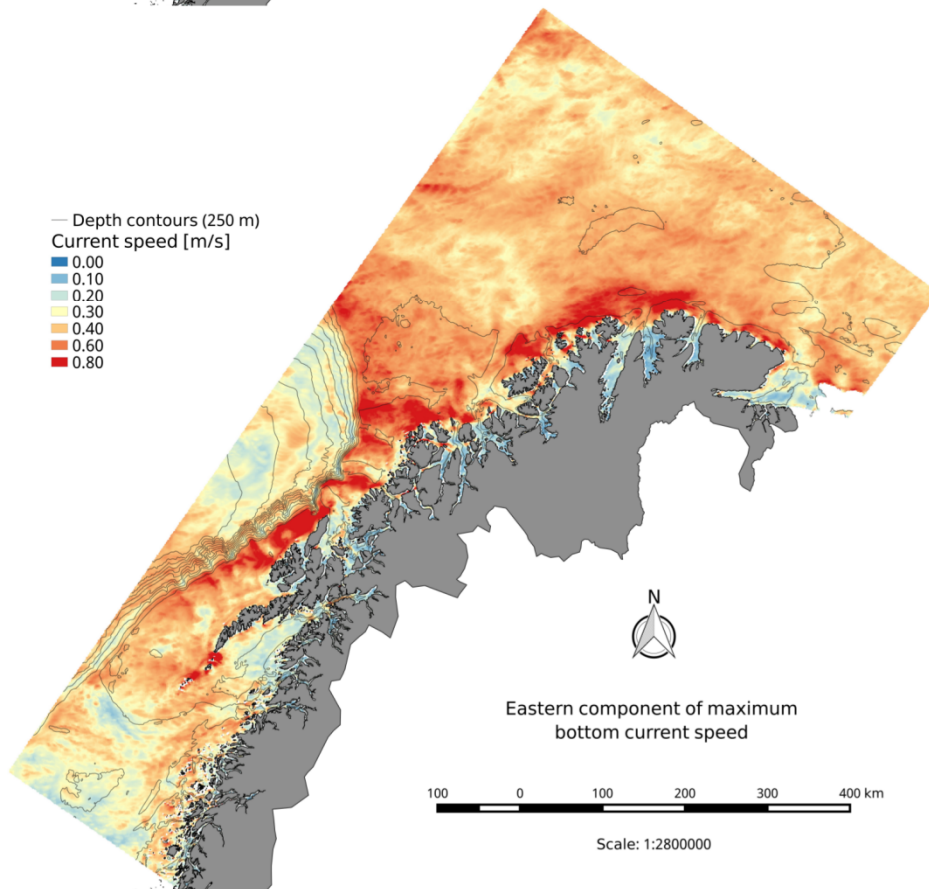 Depth contours (250 m)
Current speed [m/s]
0.00
0.10
0.20
0.30
0.40
0.60
0.80
N
Eastern component of maximum
bottom current speed
100 0 100 200 300 400 km
Scale: 1:2800000